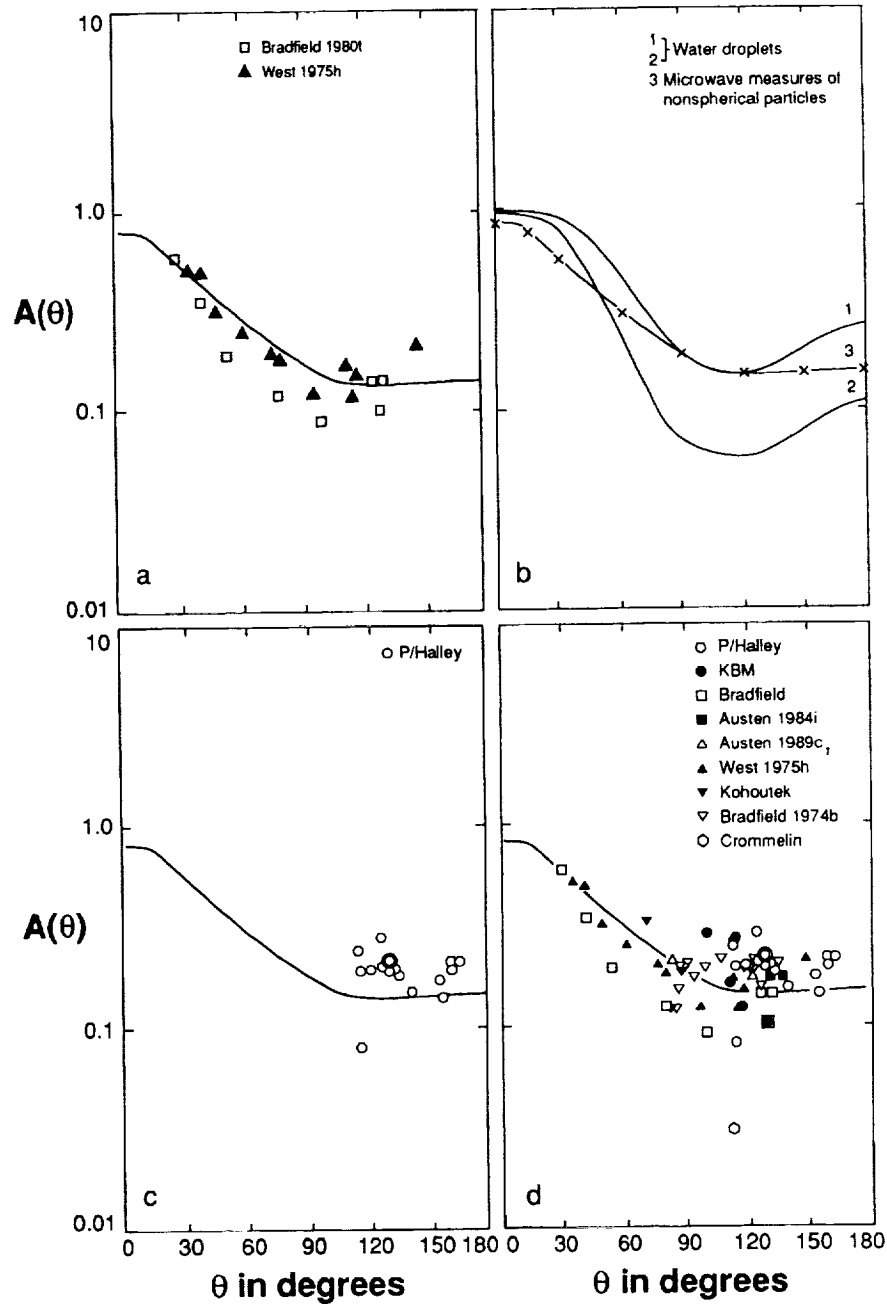 10
1.0
A(θ)
0.1
0.01
□ Bradfield 1980t
▲ West 1975h
a
1
2 } Water droplets
3 Microwave measures of
nonspherical particles
1
3
2
b
10
1.0
A(θ)
0.1
0.01
○ P/Halley
c
0 30 60 90 120 150 180
θ in degrees
○ P/Halley
● KBM
□ Bradfield
■ Austen 1984i
△ Austen 1989c₁
▲ West 1975h
▼ Kohoutek
▽ Bradfield 1974b
⬡ Crommelin
d
0 30 60 90 120 150 180
θ in degrees